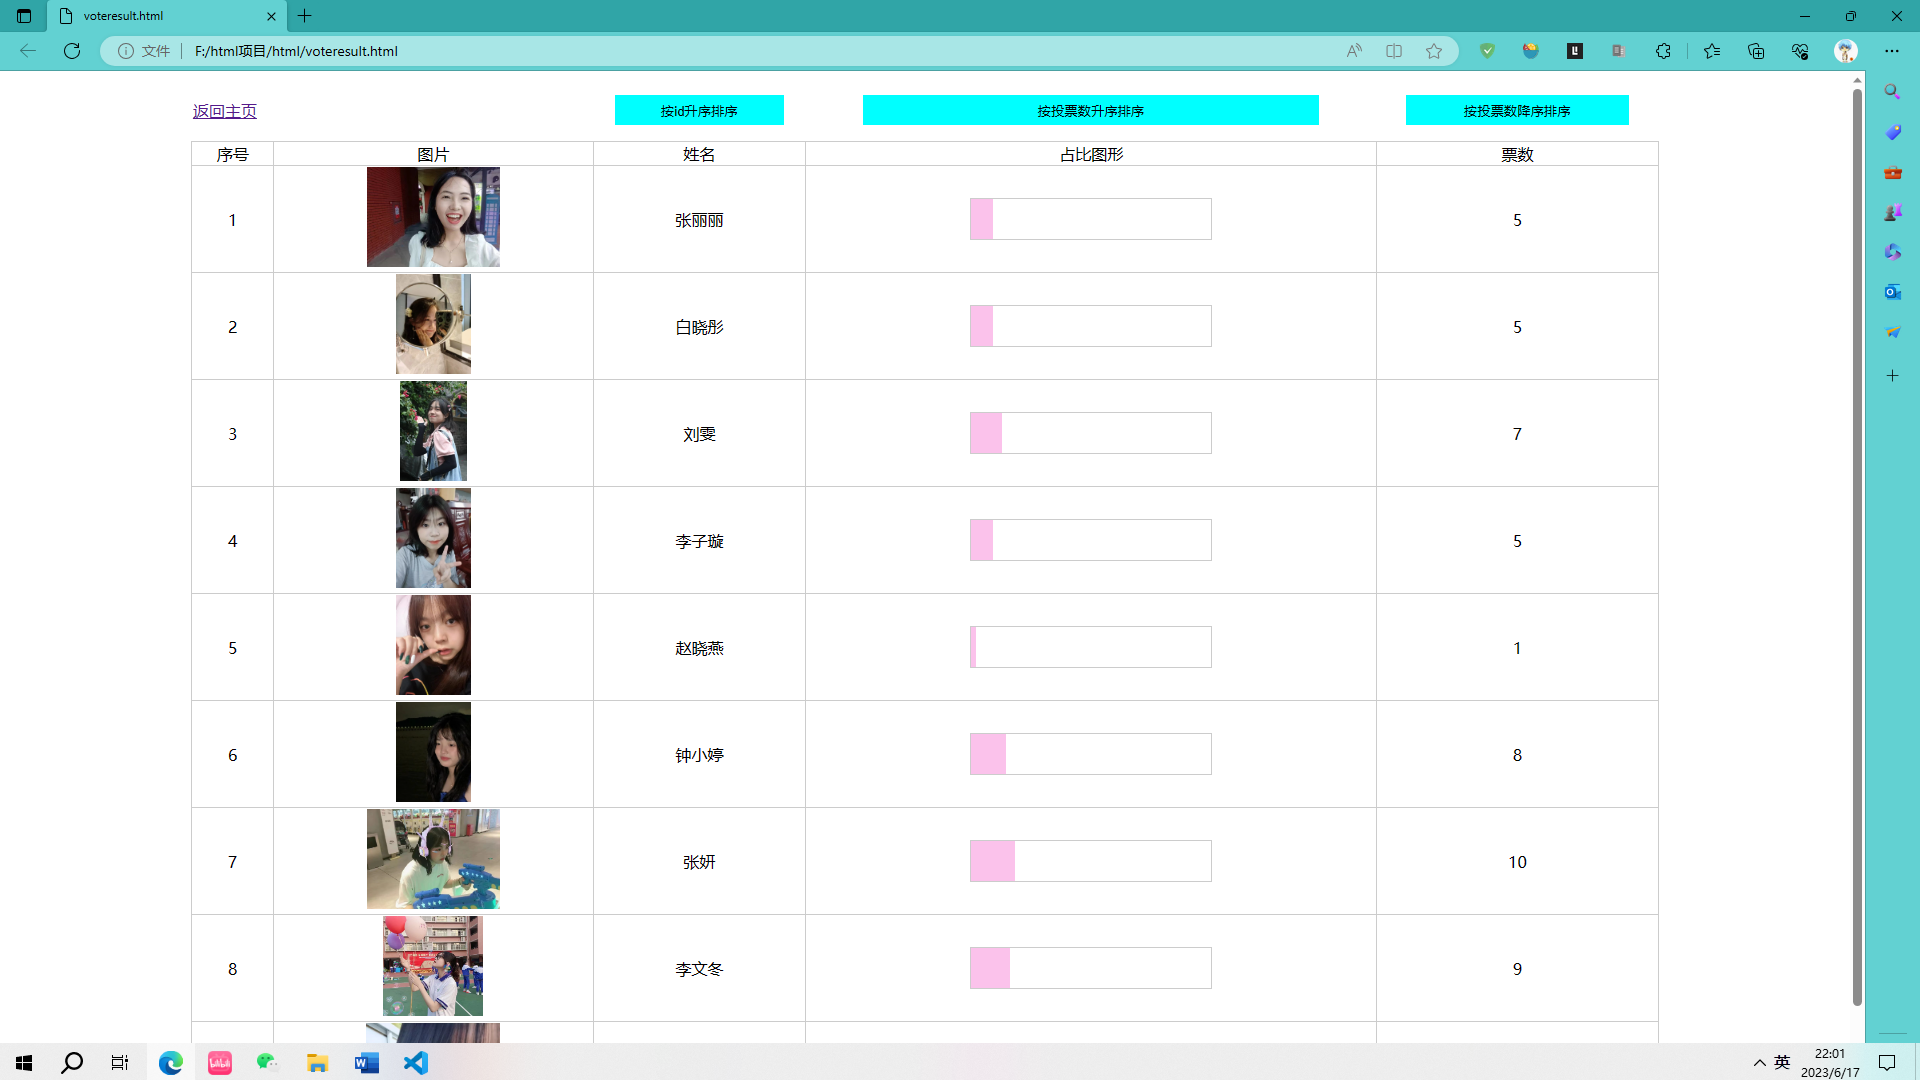 voteresult.html
文件 F:/html项目/html/voteresult.html
返回主页 按id升序排序 按投票数升序排序 按投票数降序排序
序号 图片 姓名 占比图形 票数
1 张丽丽 5
2 白晓彤 5
3 刘雯 7
4 李子璇 5
5 赵晓燕 1
6 钟小婷 8
7 张妍 10
8 李文冬 9
英 22:01
2023/6/17